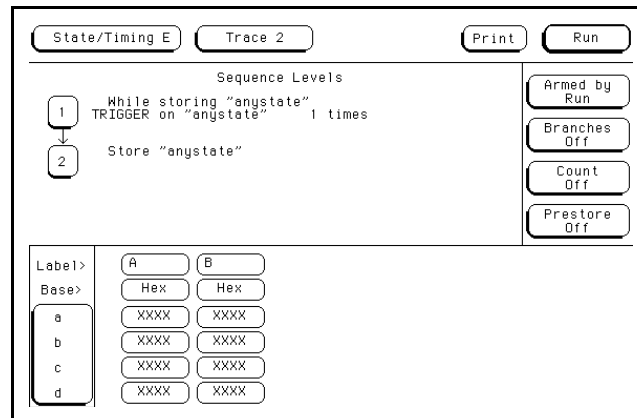 State/Timing E Trace 2 Print Run
Sequence Levels
1 While storing "anystate"
TRIGGER on "anystate" 1 times
2 Store "anystate"
Armed by
Run
Branches
Off
Count
Off
Prestore
Off
Label> A B
Base> Hex Hex
a XXXX XXXX
b XXXX XXXX
c XXXX XXXX
d XXXX XXXX